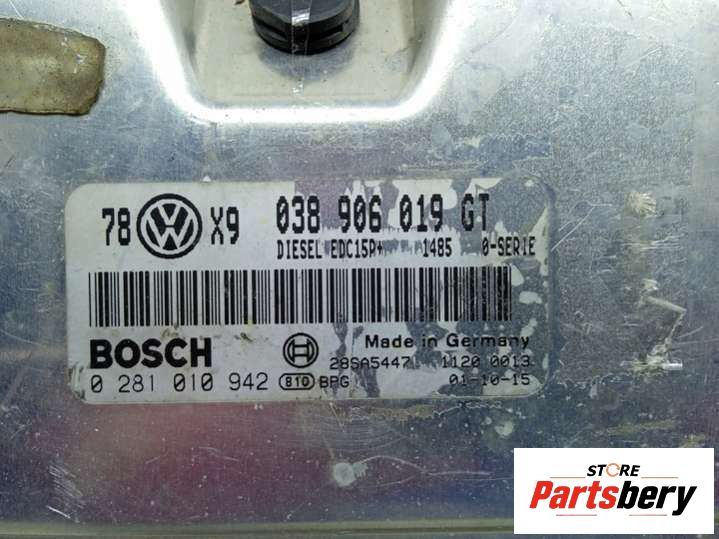 78 VW X9 038 906 019 GT
DIESEL EDC15P+ 1485 0-SERIE
Made in Germany
BOSCH
28SA5447 1120 0013
0 281 010 942 810 BPG 01-10-15
STORE
Partsbery